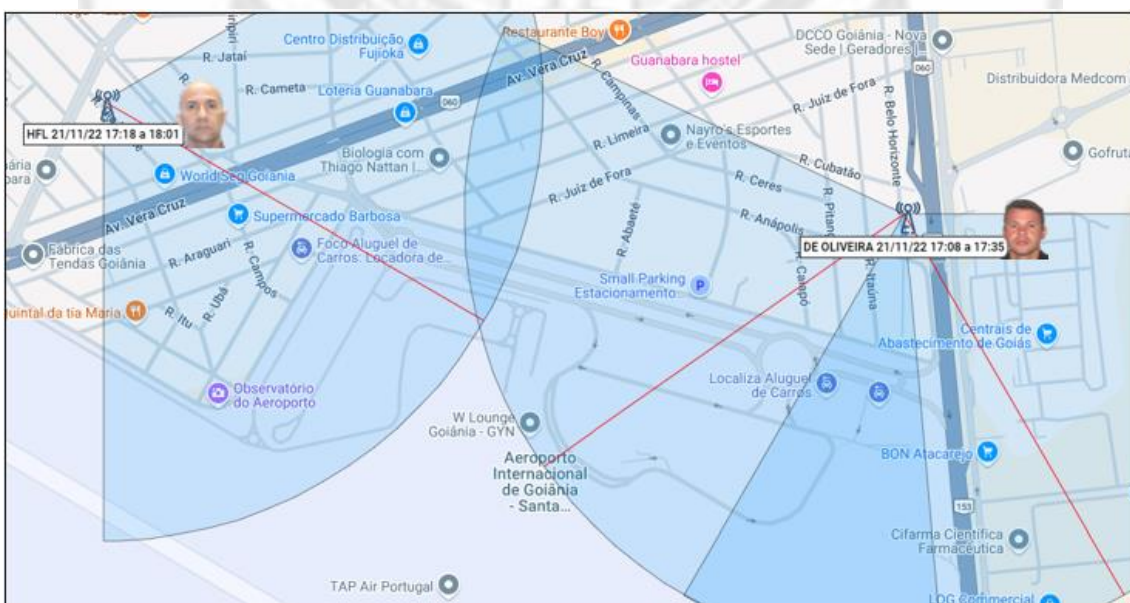 R. Jataí
Centro Distribuição
Fujioka
Restaurante Boy
DCCO Goiânia - Nova
Sede | Geradores |
Av. Vera Cruz
060
Guanabara hostel
Distribuidora Medcom
R. Cameta
Loteria Guanabara
060
R. Campinas
R. Juiz de Fora
R. Belo Horizonte
HFL 21/11/22 17:18 a 18:01
R. Limeira
Nayro's Esportes
e Eventos
Gofruta
Biologia com
Thiago Nattan |...
R. Cubatão
World Seg Goiânia
R. Ceres
R. Juiz de Fora
Av. Vera Cruz
Supermercado Barbosa
R. Abaeté
R. Anápolis
R. Pitang
DE OLIVEIRA 21/11/22 17:08 a 17:35
Fábrica das
Tendas Goiânia
R. Araguari
R. Campos
Foco Aluguel de
Carros: Locadora de...
R. Caiapó
R. Itaúna
Small Parking
Estacionamento...
R. Ubá
R. Itu
Quintal da tia Maria
Centrais de
Abastecimento de Goiás
Observatório
do Aeroporto
Localiza Aluguel
de Carros
W Lounge
Goiânia - GYN
Aeroporto
Internacional
de Goiânia
- Santa...
BON Atacarejo
153
Cifarma Científica
Farmacêutica
TAP Air Portugal
LOG Commercial